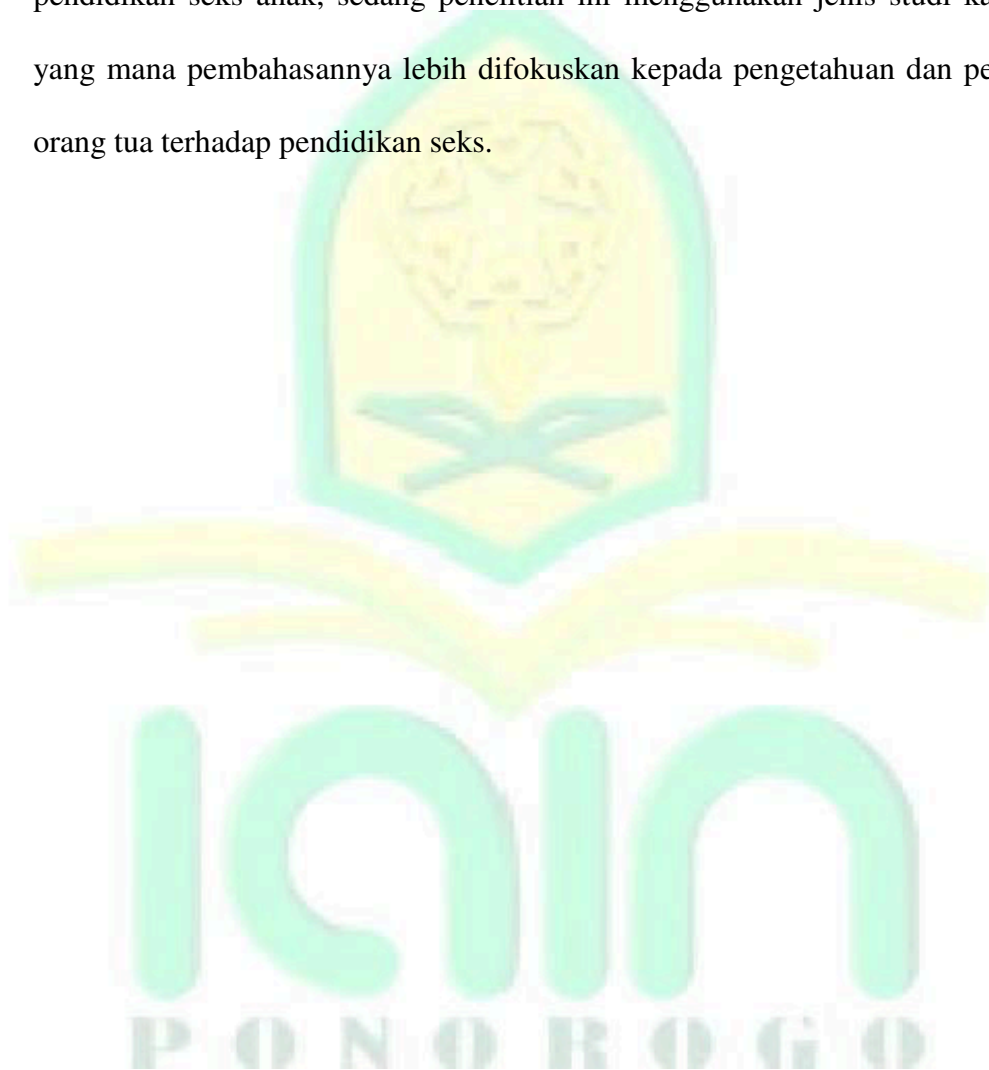 pendidikan seks anak, sedang penelitian ini menggunakan jenis studi
yang mana pembahasannya lebih difokuskan kepada pengetahuan dan
orang tua terhadap pendidikan seks.
iain
PONOROGO